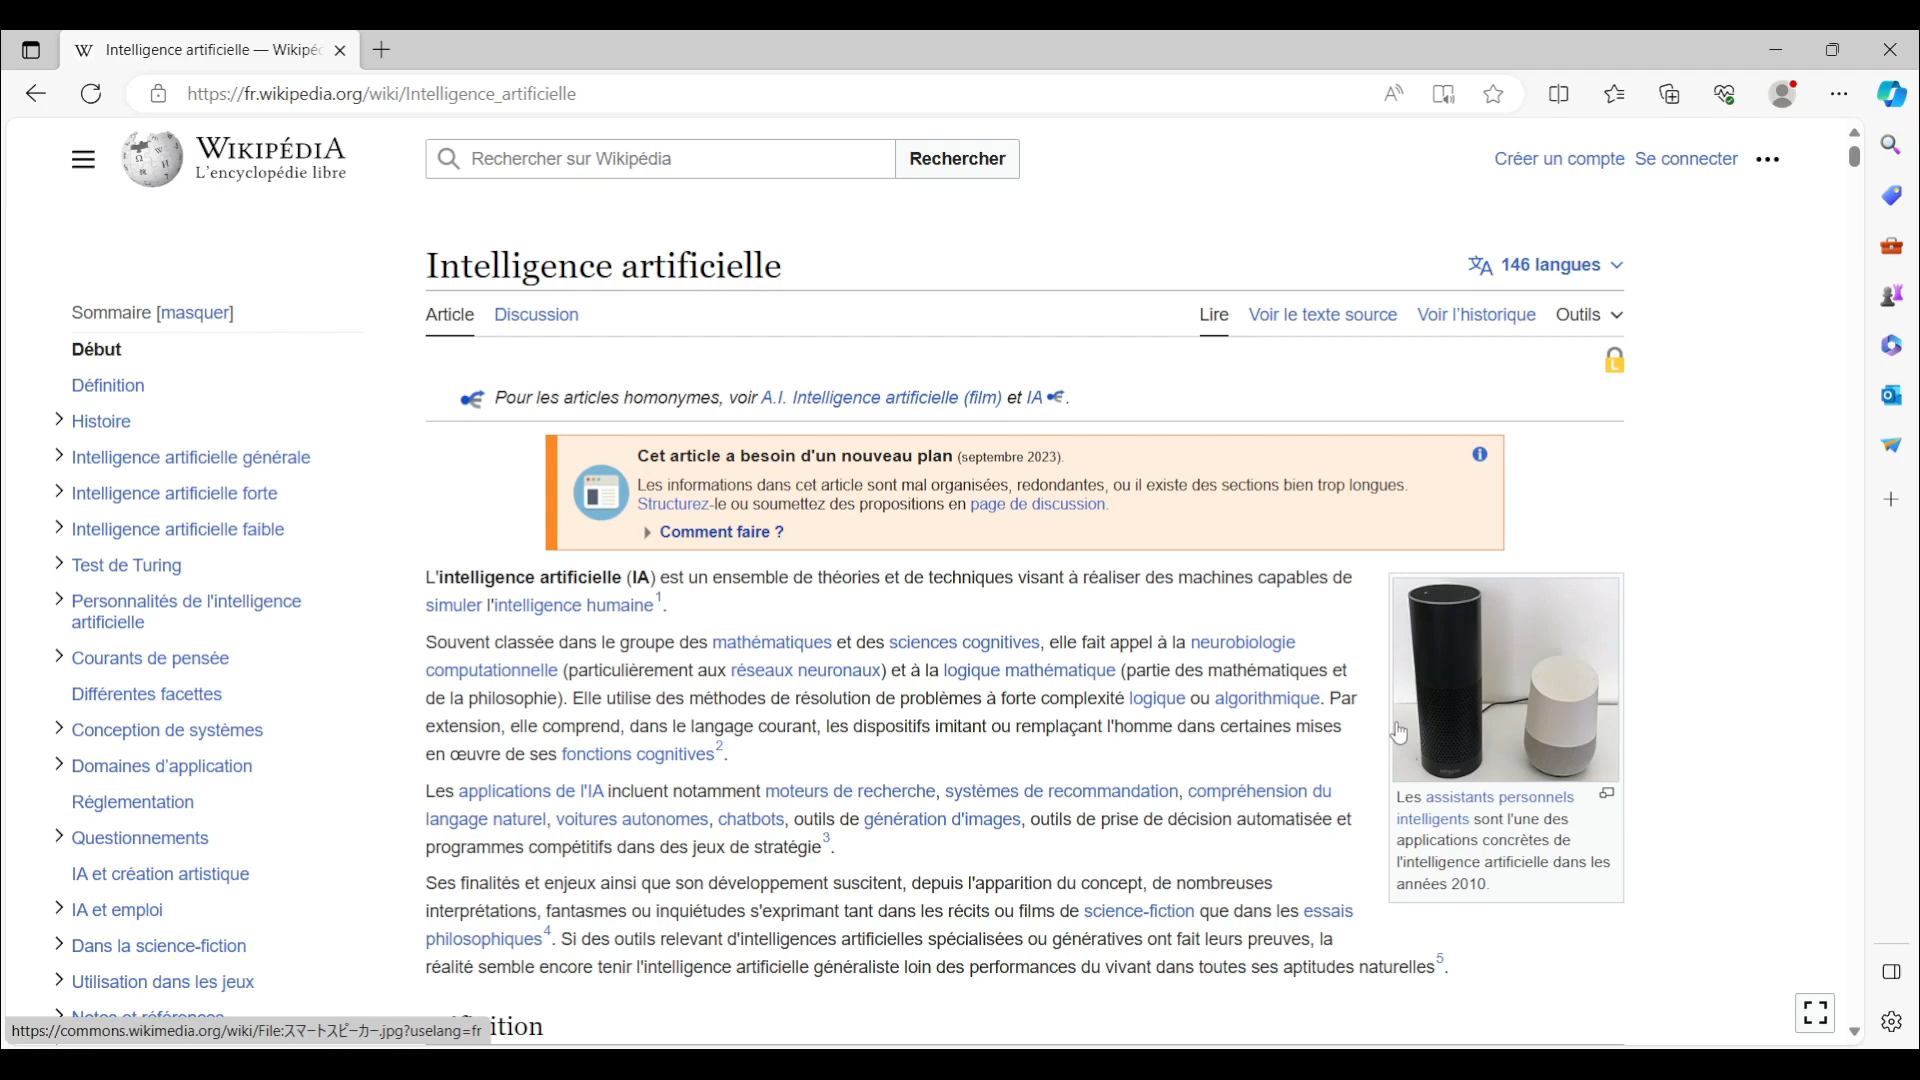 Intelligence artificielle — Wikipéd
https://fr.wikipedia.org/wiki/Intelligence_artificielle
WIKIPÉDIA
L'encyclopédie libre
Rechercher sur Wikipédia
Rechercher
Créer un compte Se connecter
Intelligence artificielle
146 langues
Article Discussion
Lire Voir le texte source Voir l'historique Outils
Sommaire [masquer]
Début
Définition
Histoire
Intelligence artificielle générale
Intelligence artificielle forte
Intelligence artificielle faible
Test de Turing
Personnalités de l'intelligence
artificielle
Courants de pensée
Différentes facettes
Conception de systèmes
Domaines d'application
Réglementation
Questionnements
IA et création artistique
IA et emploi
Dans la science-fiction
Utilisation dans les jeux
L
Pour les articles homonymes, voir A.I. Intelligence artificielle (film) et IA.
Cet article a besoin d'un nouveau plan (septembre 2023).
Les informations dans cet article sont mal organisées, redondantes, ou il existe des sections bien trop longues.
Structurez-le ou soumettez des propositions en page de discussion.
Comment faire ?
L'intelligence artificielle (IA) est un ensemble de théories et de techniques visant à réaliser des machines capables de
simuler l'intelligence humaine1.
Souvent classée dans le groupe des mathématiques et des sciences cognitives, elle fait appel à la neurobiologie
computationnelle (particulièrement aux réseaux neuronaux) et à la logique mathématique (partie des mathématiques et
de la philosophie). Elle utilise des méthodes de résolution de problèmes à forte complexité logique ou algorithmique. Par
extension, elle comprend, dans le langage courant, les dispositifs imitant ou remplaçant l'homme dans certaines mises
en œuvre de ses fonctions cognitives2.
Les applications de l'IA incluent notamment moteurs de recherche, systèmes de recommandation, compréhension du
langage naturel, voitures autonomes, chatbots, outils de génération d'images, outils de prise de décision automatisée et
programmes compétitifs dans des jeux de stratégie3.
Ses finalités et enjeux ainsi que son développement suscitent, depuis l'apparition du concept, de nombreuses
interprétations, fantasmes ou inquiétudes s'exprimant tant dans les récits ou films de science-fiction que dans les essais
philosophiques4. Si des outils relevant d'intelligences artificielles spécialisées ou génératives ont fait leurs preuves, la
réalité semble encore tenir l'intelligence artificielle généraliste loin des performances du vivant dans toutes ses aptitudes naturelles5.
Les assistants personnels
intelligents sont l'une des
applications concrètes de
l'intelligence artificielle dans les
années 2010.
https://commons.wikimedia.org/wiki/File:スマートスピーカー.jpg?uselang=fr
ition